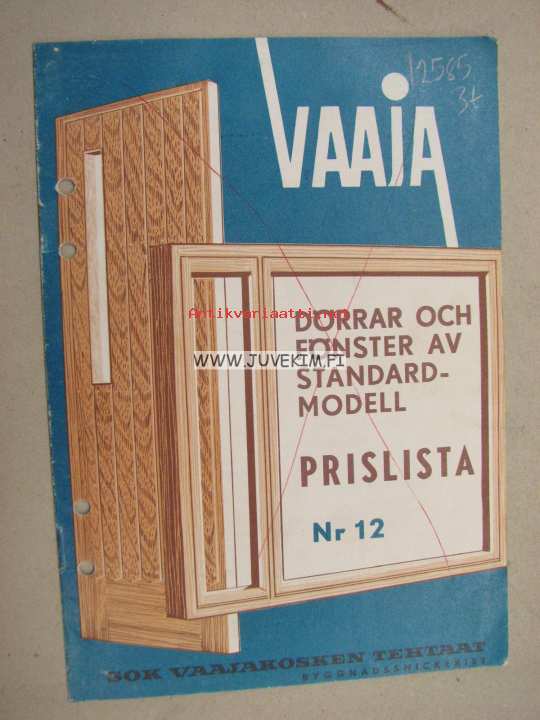 12565
3t
VAAJA
DÖRRAR OCH
FÖNSTER AV
STANDARD-
MODELL
PRISLISTA
Nr 12
SOK VAAJAKOSKEN TEHTAAT
BYGGNADSSNICKERIET
Antikvariaatti.net
WWW.JUVEKIM.FI